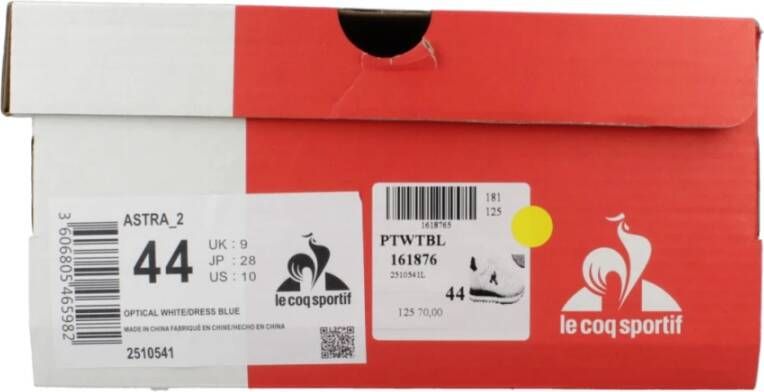 3606805465982
ASTRA_2
44
UK : 9
JP : 28
US : 10
le coq sportif
OPTICAL WHITE/DRESS BLUE
MADE IN CHINA FABRIQUÉ EN CHINE/HECHO EN CHINA
2510541
181
125
1618765
PTWTBL
161876
2510541L
44
125 70,00
le coq sportif